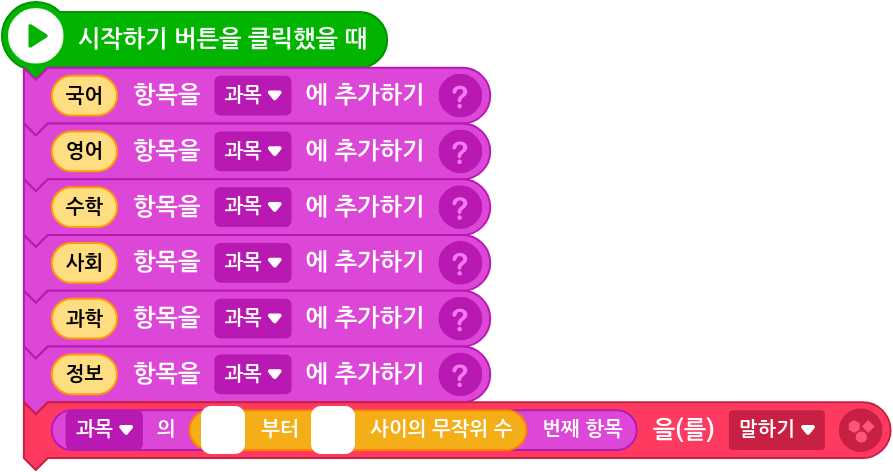 시작하기 버튼을 클릭했을 때
국어 항목을 과목 에 추가하기 ?
영어 항목을 과목 에 추가하기 ?
수학 항목을 과목 에 추가하기 ?
사회 항목을 과목 에 추가하기 ?
과학 항목을 과목 에 추가하기 ?
정보 항목을 과목 에 추가하기 ?
과목 의 부터 사이의 무작위 수 번째 항목 을(를) 말하기